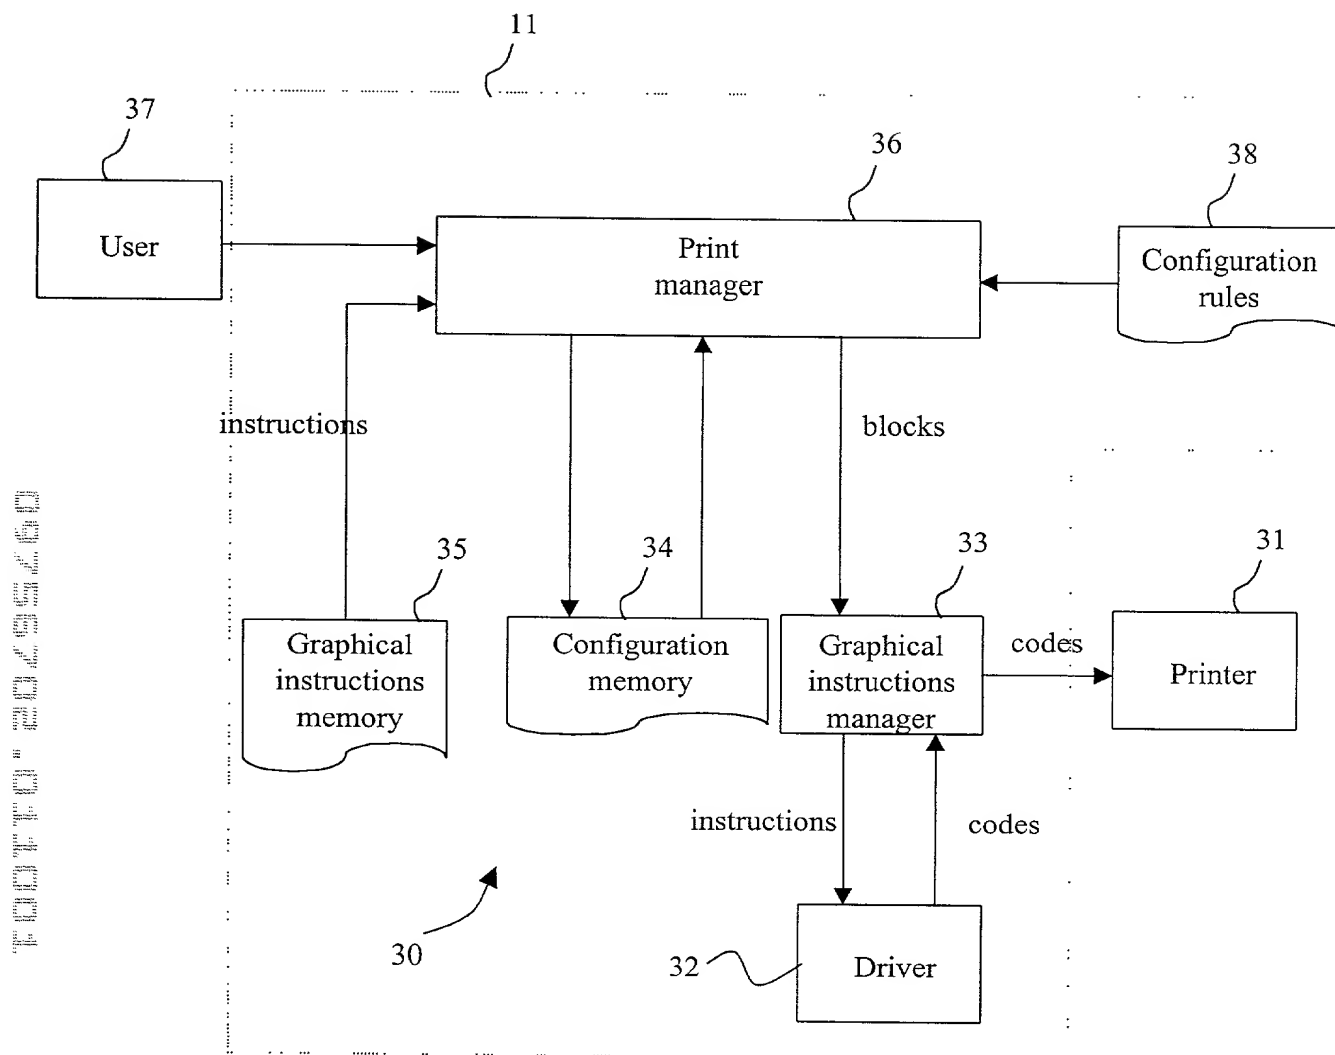 11
37
36
38
User
Print
manager
Configuration
rules
instructions
blocks
35
34
33
31
Graphical
instructions
memory
Configuration
memory
Graphical
instructions
manager
codes
Printer
instructions
codes
30
32
Driver